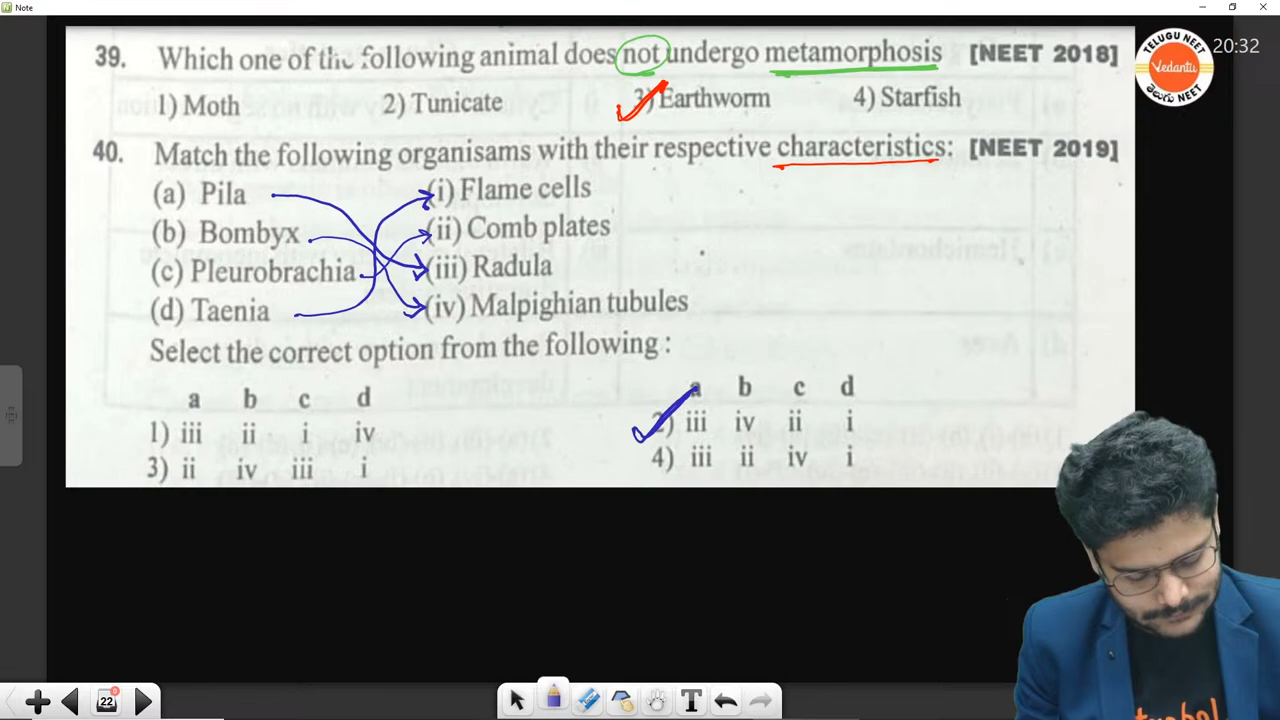 Note
TELUGU NEET
Vedantu
తెలుగు NEET
20:32
39. Which one of the following animal does not undergo metamorphosis [NEET 2018]
1) Moth 2) Tunicate 3) Earthworm 4) Starfish
40. Match the following organisams with their respective characteristics: [NEET 2019]
(a) Pila (i) Flame cells
(b) Bombyx (ii) Comb plates
(c) Pleurobrachia (iii) Radula
(d) Taenia (iv) Malpighian tubules
Select the correct option from the following :
a b c d a b c d
1) iii ii i iv 2) iii iv ii i
3) ii iv iii i 4) iii ii iv i
22
8
T